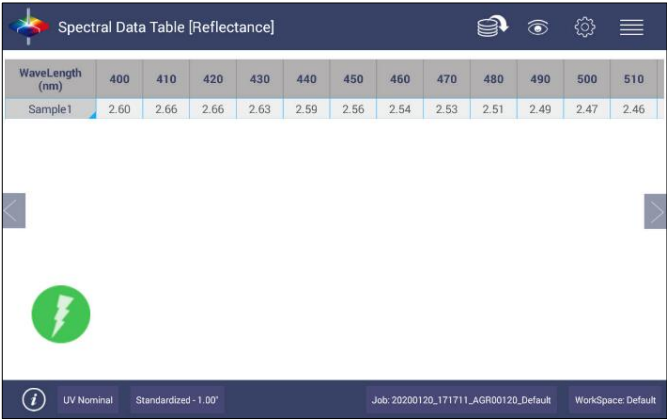 Spectral Data Table [Reflectance]
WaveLength (nm) 400 410 420 430 440 450 460 470 480 490 500 510
Sample1 2.60 2.66 2.66 2.63 2.59 2.56 2.54 2.53 2.51 2.49 2.47 2.46
i UV Nominal Standardized - 1.00" Job: 20200120_171711_AGR00120_Default WorkSpace: Default